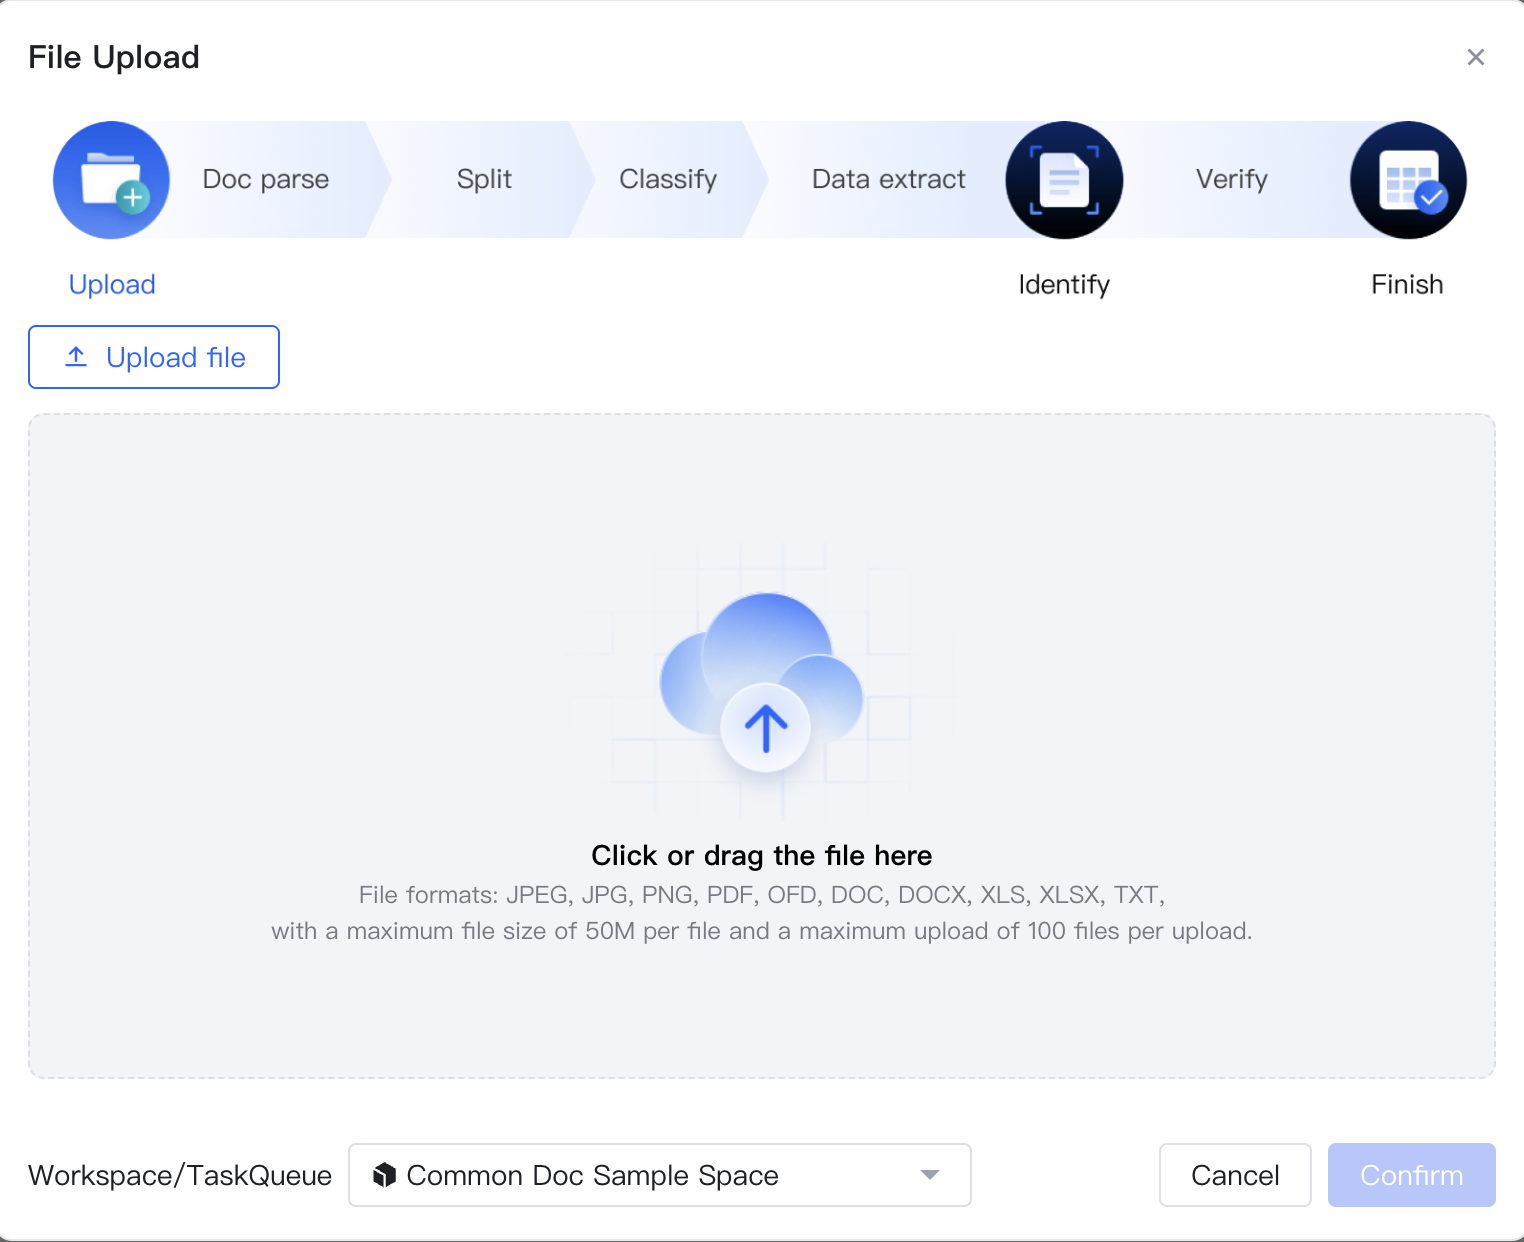 File Upload
Doc parse
Split
Classify
Data extract
Verify
Upload
Identify
Finish
Upload file
Click or drag the file here
File formats: JPEG, JPG, PNG, PDF, OFD, DOC, DOCX, XLS, XLSX, TXT,
with a maximum file size of 50M per file and a maximum upload of 100 files per upload.
Workspace/TaskQueue
Common Doc Sample Space
Cancel
Confirm